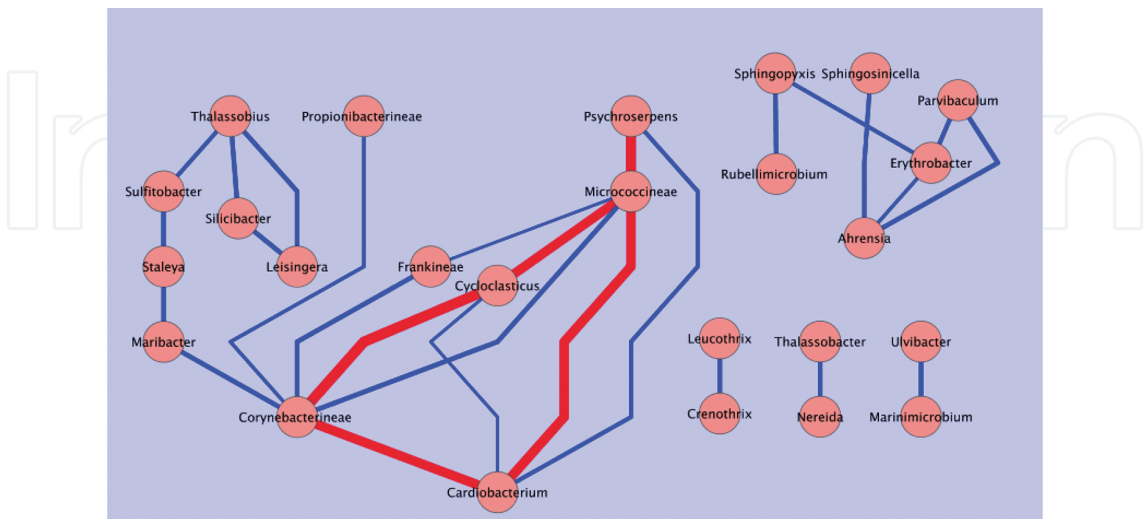 Sphingopyxis
Sphingosinicella
Parvibaculum
Thalassobius
Propionibacterineae
Psychroserpens
Erythrobacter
Rubellimicrobium
Sulfitobacter
Micrococcineae
Silicibacter
Ahrensia
Staleya
Leisingera
Frankineae
Cycloclasticus
Maribacter
Leucothrix
Thalassobacter
Ulvibacter
Corynebacterineae
Crenothrix
Nereida
Marinimicrobium
Cardiobacterium